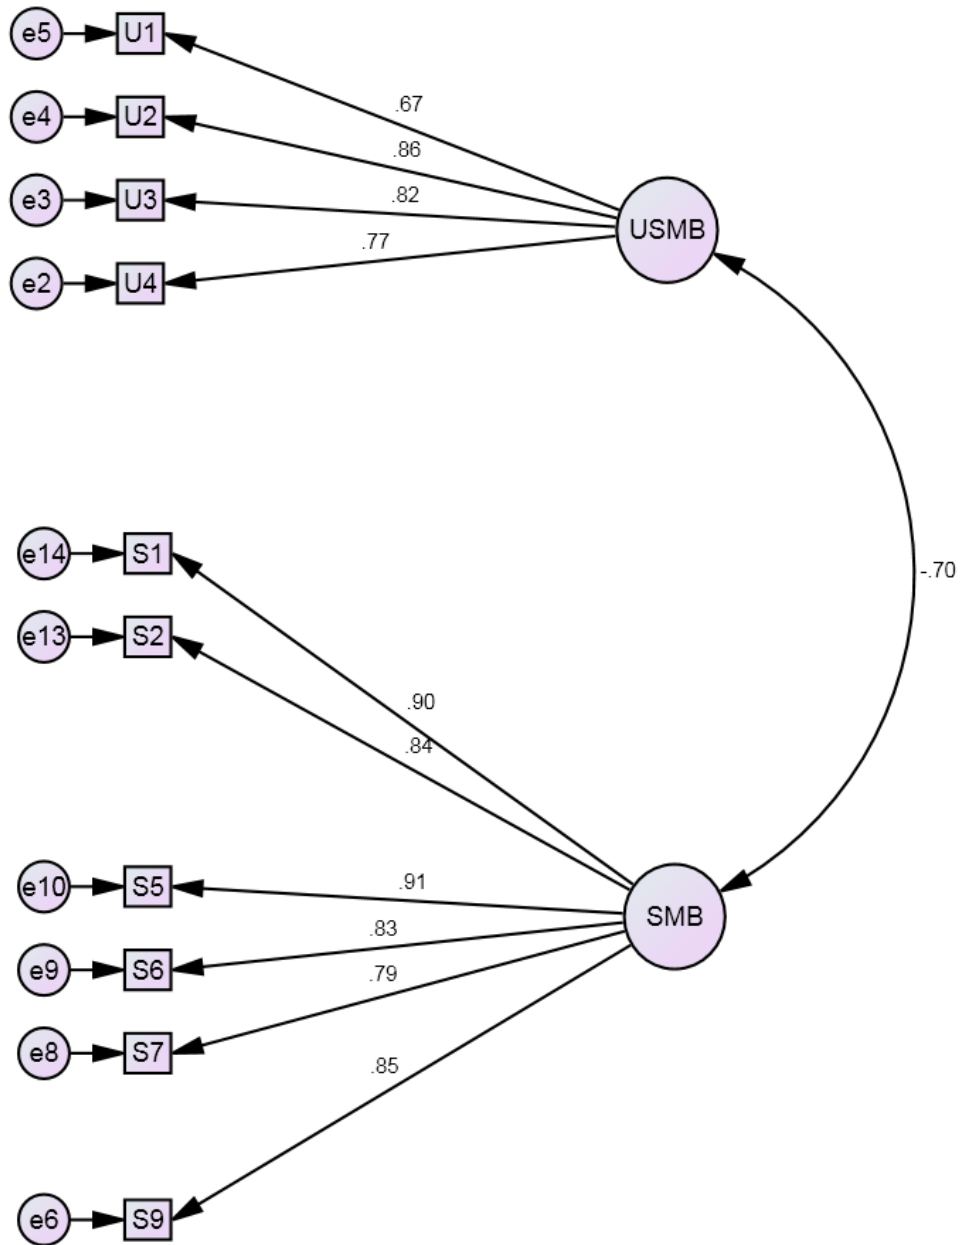 e5 U1
.67
e4 U2
.86
e3 U3
.82
USMB
e2 U4
.77
e14 S1
-.70
e13 S2
.90
.84
e10 S5
.91
SMB
e9 S6
.83
.79
e8 S7
.85
e6 S9